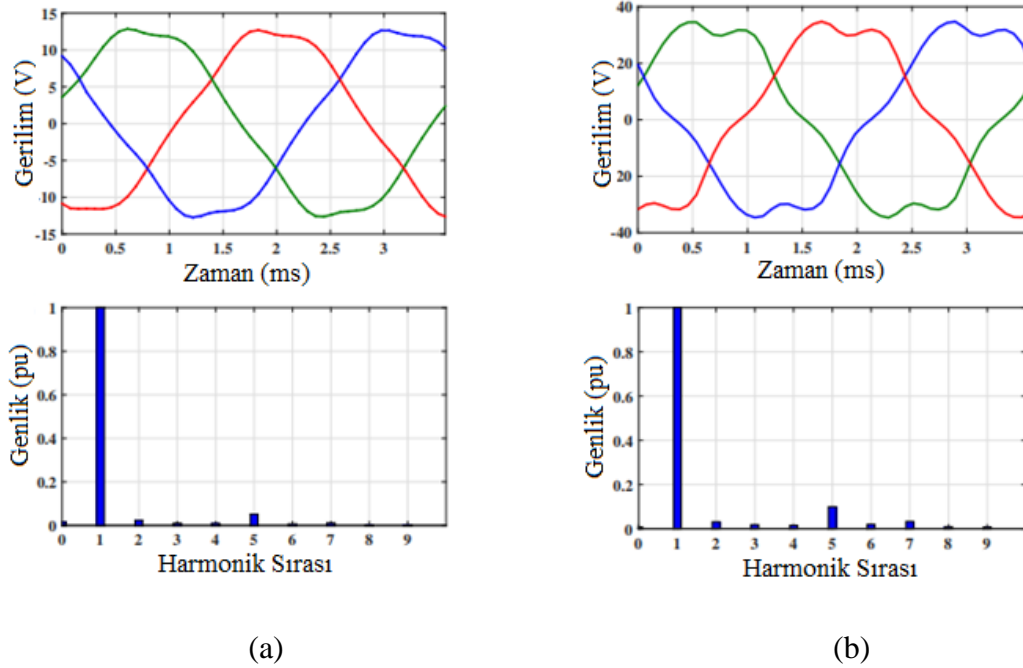 15
10
5
0
-5
-10
-15
Gerilim (V)
0 0.5 1 1.5 2 2.5 3
Zaman (ms)
40
20
0
20
-40
Gerilim (V)
0 0.5 1 1.5 2 2.5 3
Zaman (ms)
1
0.8
0.6
0.4
0.2
0
Genlik (pu)
0 1 2 3 4 5 6 7 8 9
Harmonik Sırası
1
0.8
0.6
0.4
0.2
0
Genlik (pu)
0 1 2 3 4 5 6 7 8 9
Harmonik Sırası
(a)
(b)